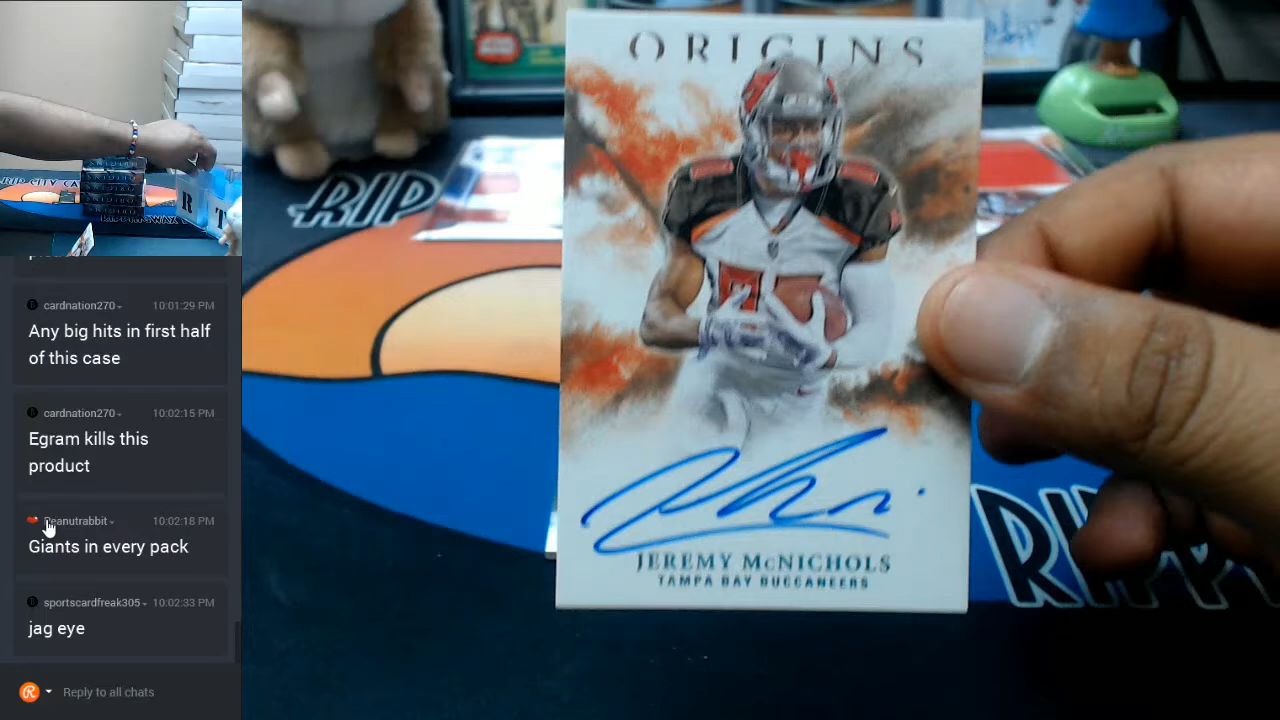 cardnation270
10:01:29 PM
Any big hits in first half
of this case
cardnation270
10:02:15 PM
Egram kills this
product
Peanutrabbit
10:02:18 PM
Giants in every pack
sportscardfreak305
10:02:33 PM
jag eye
Reply to all chats
RIP
ORIGINS
JEREMY McNICHOLS
TAMPA BAY BUCCANEERS